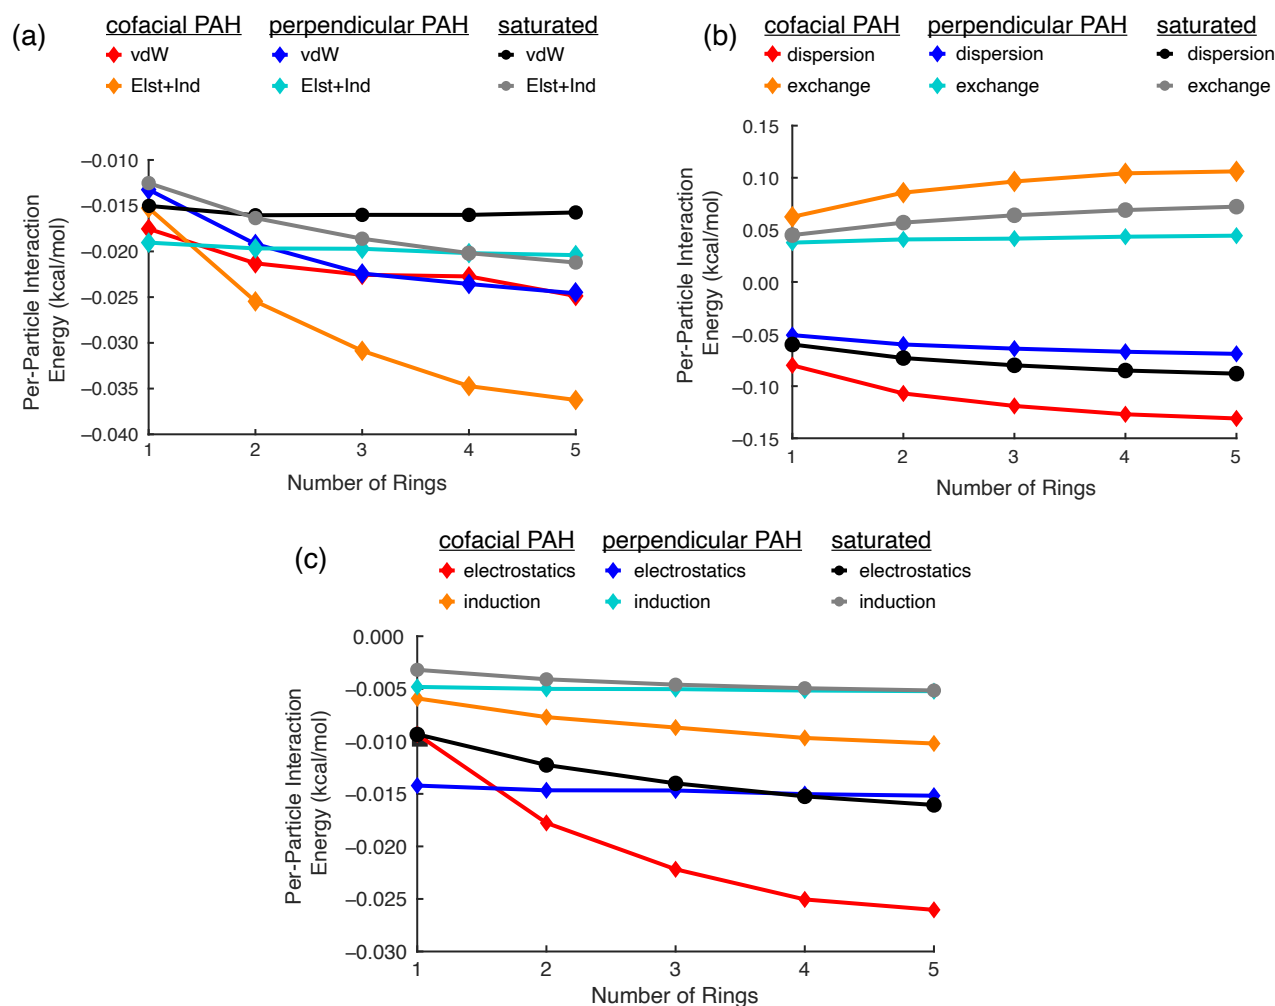 (a)
cofacial PAH perpendicular PAH saturated
vdW vdW vdW
Elst+Ind Elst+Ind Elst+Ind
−0.010
−0.015
−0.020
−0.025
−0.030
−0.035
−0.040
1 2 3 4 5
Per-Particle Interaction
Energy (kcal/mol)
Number of Rings
(b)
cofacial PAH perpendicular PAH saturated
dispersion dispersion dispersion
exchange exchange exchange
0.15
0.10
0.05
0.00
−0.05
−0.10
−0.15
1 2 3 4 5
Per-Particle Interaction
Energy (kcal/mol)
Number of Rings
(c)
cofacial PAH perpendicular PAH saturated
electrostatics electrostatics electrostatics
induction induction induction
0.000
−0.005
−0.010
−0.015
−0.020
−0.025
−0.030
1 2 3 4 5
Per-Particle Interaction
Energy (kcal/mol)
Number of Rings